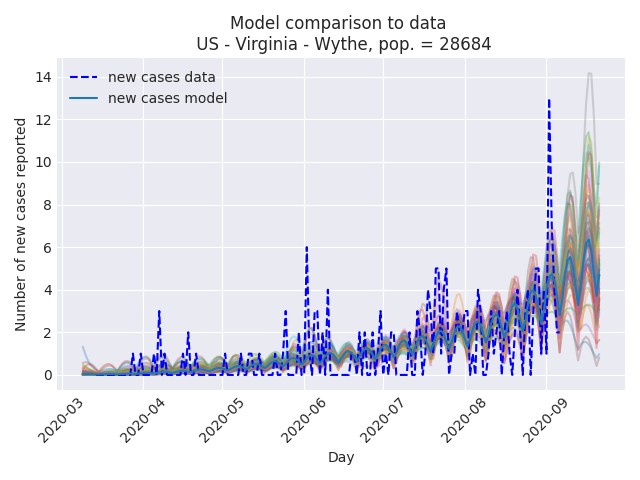 Model comparison to data
US - Virginia - Wythe, pop. = 28684
new cases data
new cases model
Number of new cases reported
14
12
10
8
6
4
2
0
2020-03
2020-04
2020-05
2020-06
2020-07
2020-08
2020-09
Day